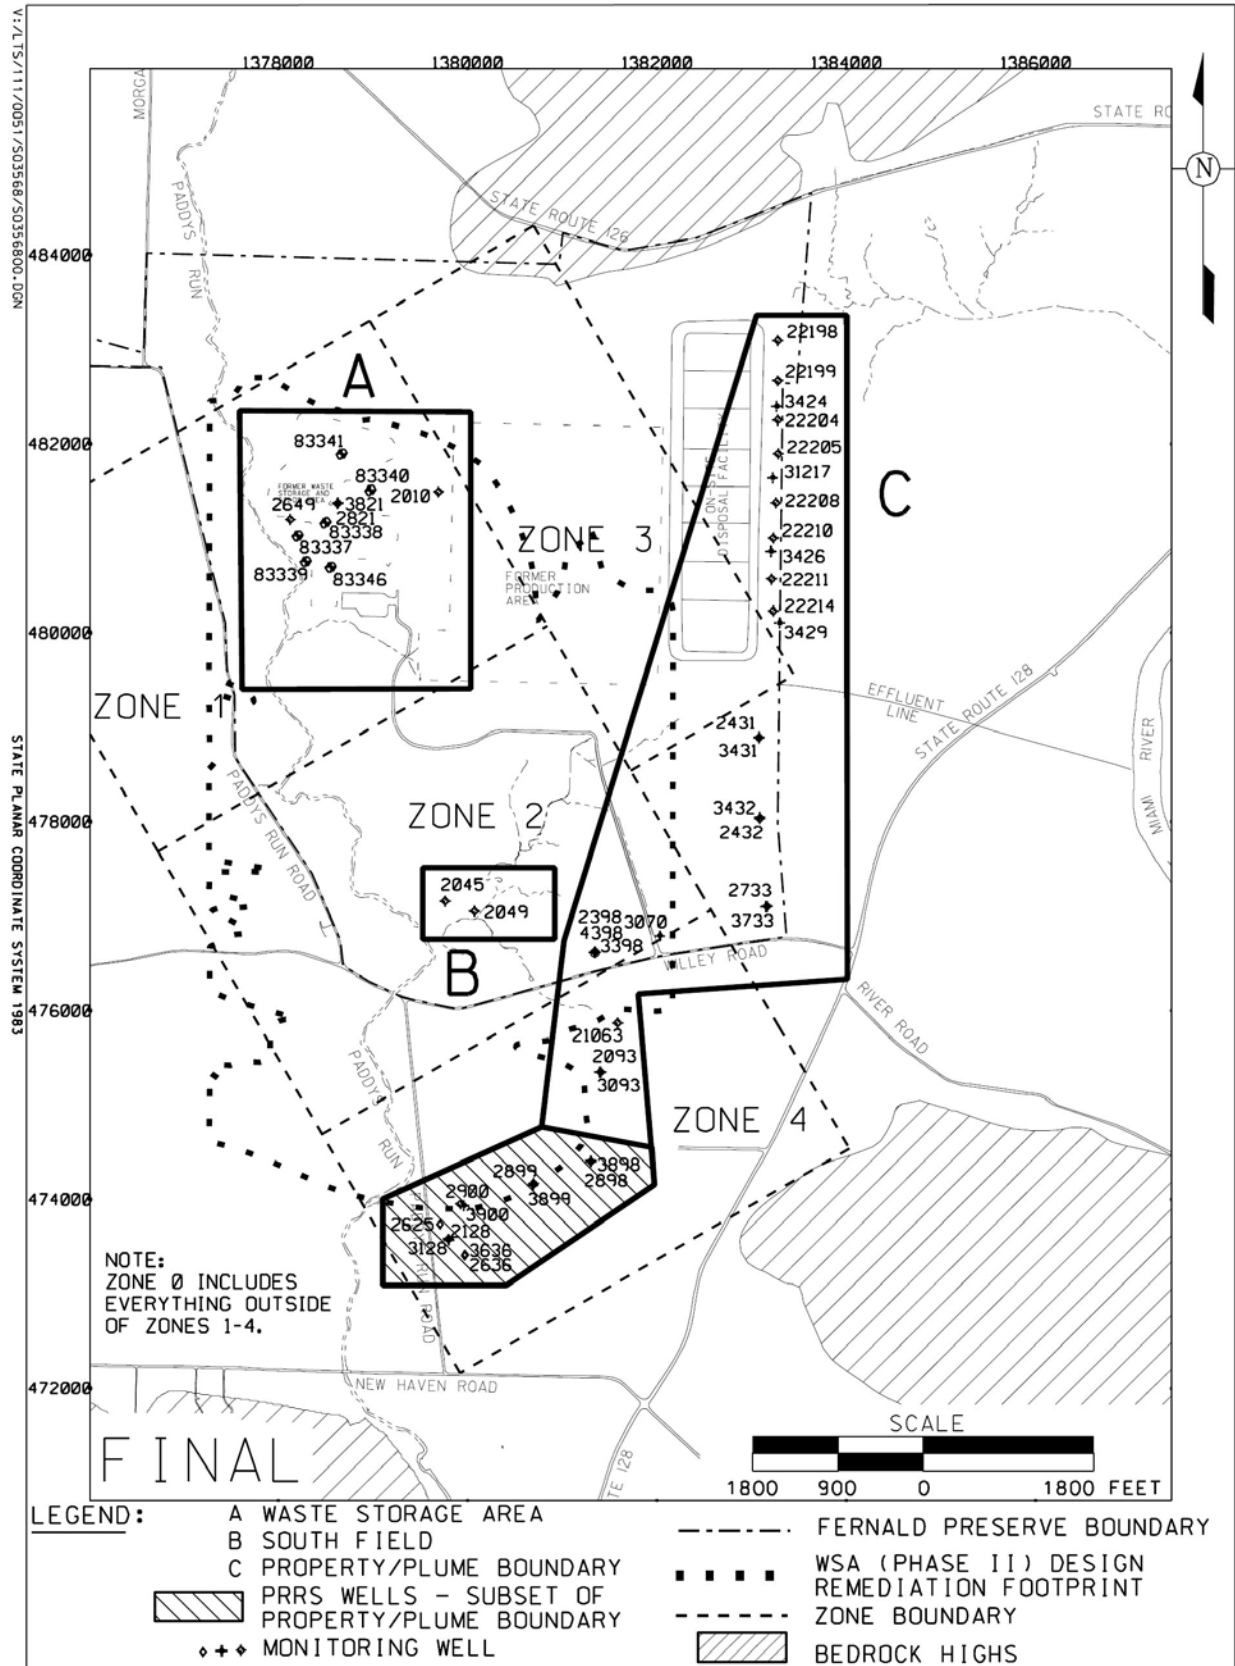 V:/LTS/111/0051/S03568/S0356800.DGN
STATE PLANAR COORDINATE SYSTEM 1983
1378000
1380000
1382000
1384000
1386000
MORGA
STATE RO
N
PADDYS RUN
STATE ROUTE 126
484000
22198
A
22199
3424
22204
482000
83341
22205
C
83340
ON-SITE
DISPOSAL FACILITY
31217
FORMER WASTE
STORAGE AND
2010
2649
3821
22208
2821
83338
22210
ZONE 3
83337
3426
83339
83346
FORMER
PRODUCTION
AREA
22211
22214
480000
3429
EFFLUENT
LINE
STATE ROUTE 128
ZONE 1
2431
3431
MIAMI RIVER
PADDYS RUN ROAD
478000
ZONE 2
3432
2432
2045
2733
2049
2398
3070
3733
4398
3398
B
WILLEY ROAD
476000
RIVER ROAD
21063
2093
3093
PADDYS RUN
ZONE 4
2899
3898
2898
474000
2900
3899
3900
2625
2128
3128
3636
2636
PADDYS RUN ROAD
NOTE:
ZONE 0 INCLUDES
EVERYTHING OUTSIDE
OF ZONES 1-4.
472000
NEW HAVEN ROAD
SCALE
FINAL
TE 128
1800 900 0 1800 FEET
LEGEND:
A WASTE STORAGE AREA
B SOUTH FIELD
C PROPERTY/PLUME BOUNDARY
PRRS WELLS - SUBSET OF
PROPERTY/PLUME BOUNDARY
MONITORING WELL
FERNALD PRESERVE BOUNDARY
WSA (PHASE II) DESIGN
REMEDIATION FOOTPRINT
ZONE BOUNDARY
BEDROCK HIGHS